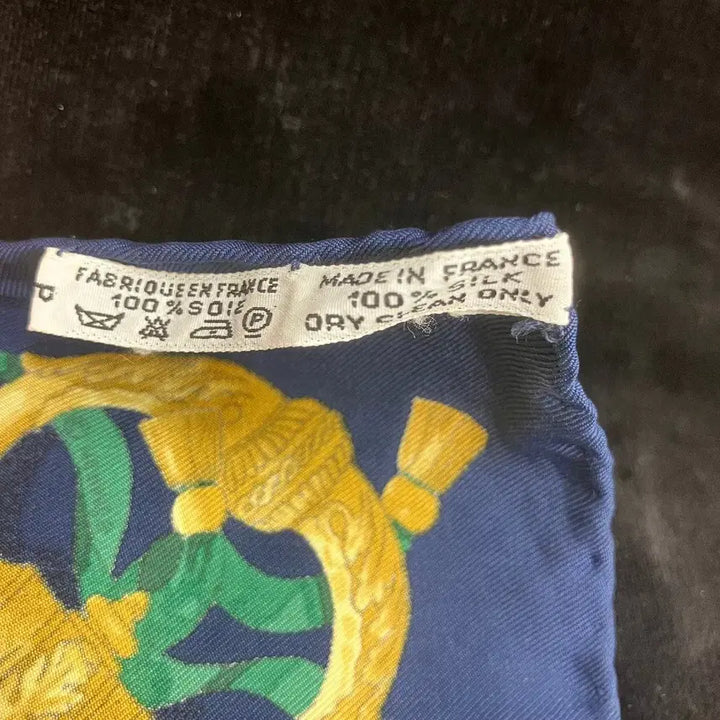 FABRIQUE EN FRANCE
100 % SOIE
P
MADE IN FRANCE
100 % SILK
DRY CLEAN ONLY